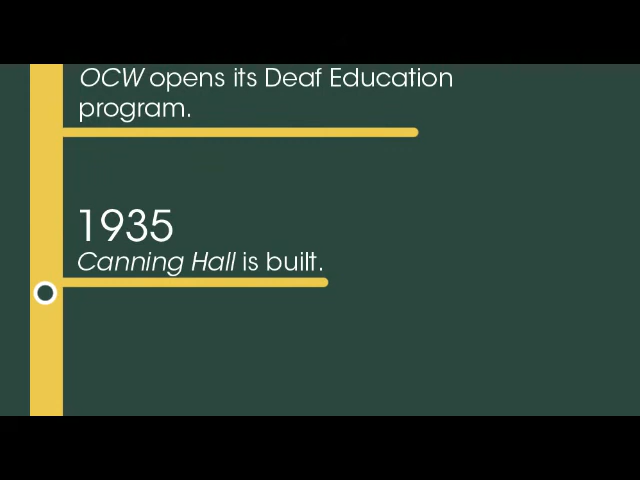 OCW opens its Deaf Education
program.
1935
Canning Hall is built.